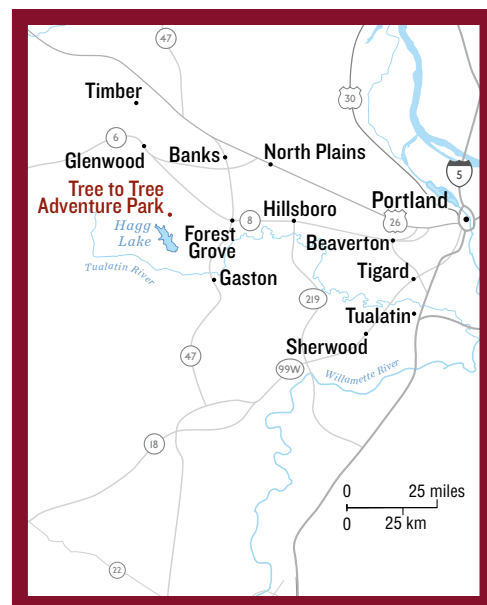 47
Timber
30
6
Glenwood
Banks
North Plains
5
Tree to Tree
Adventure Park
Portland
Hagg
Lake
Forest
Grove
8
Hillsboro
26
Beaverton
Tualatin River
Gaston
Tigard
219
Tualatin
Sherwood
47
99W
Willamette River
18
0
25 miles
0
25 km
22